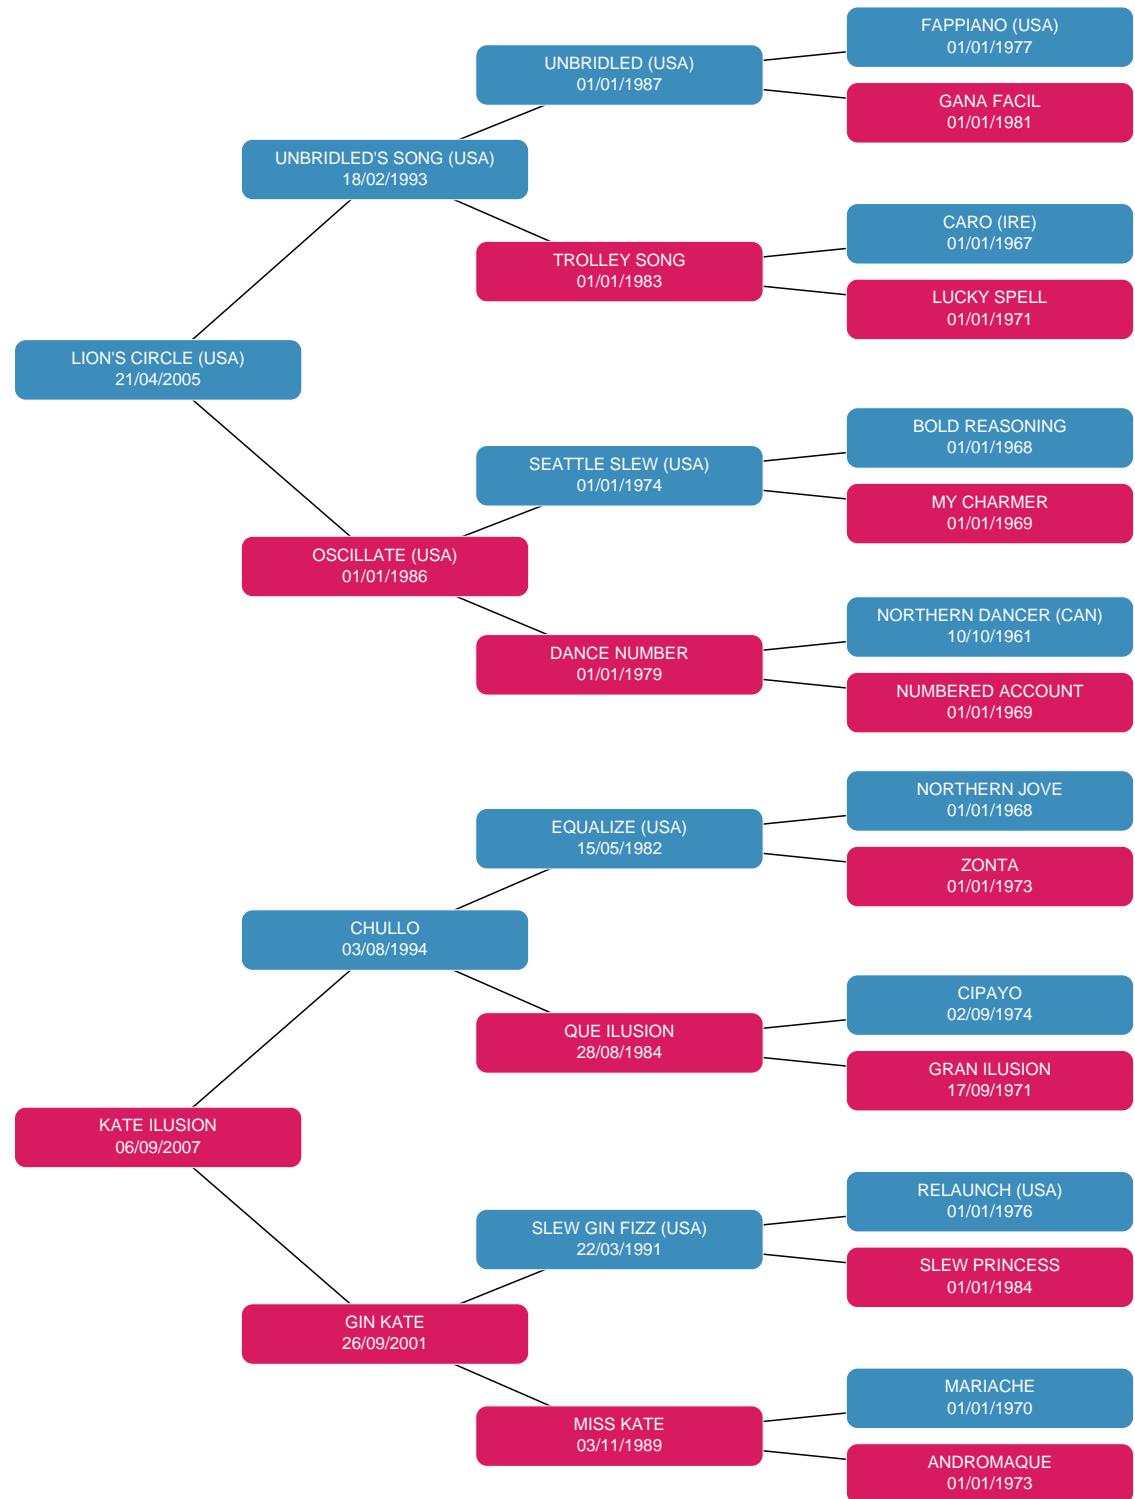 FAPPIANO (USA)
01/01/1977
UNBRIDLED (USA)
01/01/1987
GANA FACIL
01/01/1981
UNBRIDLED'S SONG (USA)
18/02/1993
CARO (IRE)
01/01/1967
TROLLEY SONG
01/01/1983
LUCKY SPELL
01/01/1971
LION'S CIRCLE (USA)
21/04/2005
BOLD REASONING
01/01/1968
SEATTLE SLEW (USA)
01/01/1974
MY CHARMER
01/01/1969
OSCILLATE (USA)
01/01/1986
NORTHERN DANCER (CAN)
10/10/1961
DANCE NUMBER
01/01/1979
NUMBERED ACCOUNT
01/01/1969
NORTHERN JOVE
01/01/1968
EQUALIZE (USA)
15/05/1982
ZONTA
01/01/1973
CHULLO
03/08/1994
CIPAYO
02/09/1974
QUE ILUSION
28/08/1984
GRAN ILUSION
17/09/1971
KATE ILUSION
06/09/2007
RELAUNCH (USA)
01/01/1976
SLEW GIN FIZZ (USA)
22/03/1991
SLEW PRINCESS
01/01/1984
GIN KATE
26/09/2001
MARIACHE
01/01/1970
MISS KATE
03/11/1989
ANDROMAQUE
01/01/1973